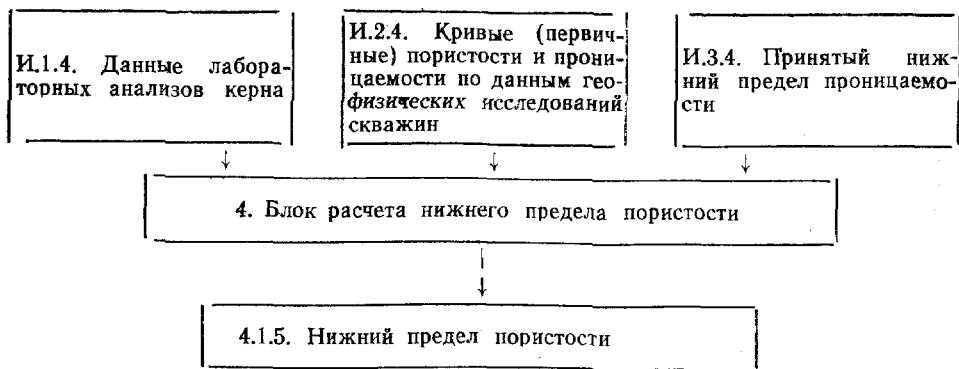 И.1.4. Данные лабора-
торных анализов керна
И.2.4. Кривые (первич-
ные) пористости и прони-
цаемости по данным гео-
физических исследований
скважин
И.3.4. Принятый ниж-
ний предел проницаемо-
сти
4. Блок расчета нижнего предела пористости
4.1.5. Нижний предел пористости